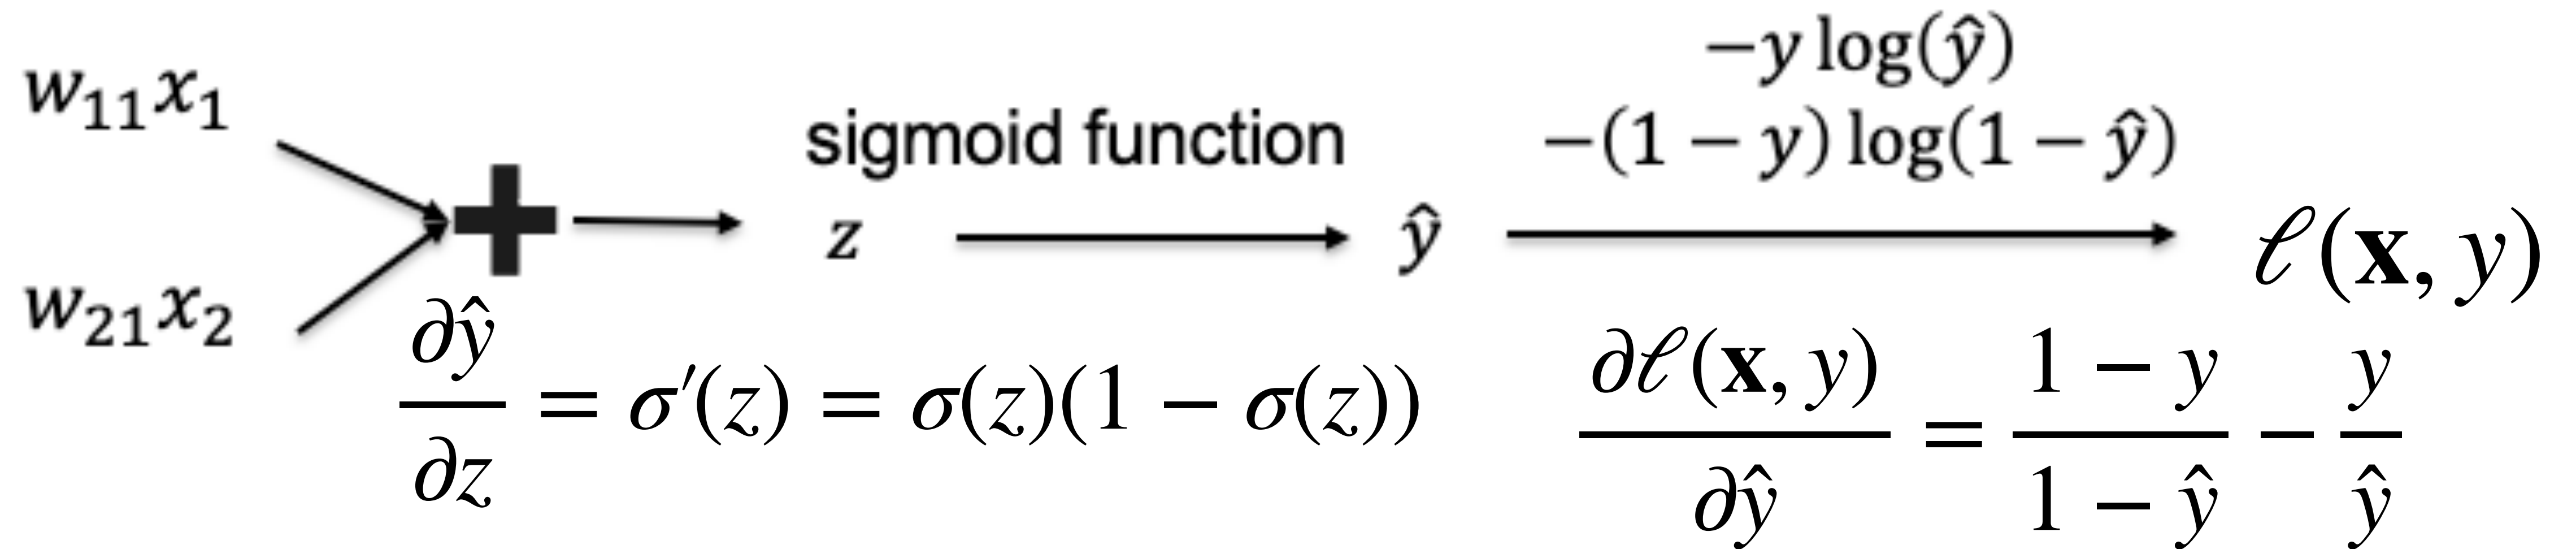 w₁₁x₁
w₂₁x₂
sigmoid function
z
ŷ
−y log(ŷ)
−(1 − y) log(1 − ŷ)
ℓ(𝐱, y)
∂ŷ/∂z = σ′(z) = σ(z)(1 − σ(z))
∂ℓ(𝐱, y)/∂ŷ = (1 − y)/(1 − ŷ) − y/ŷ